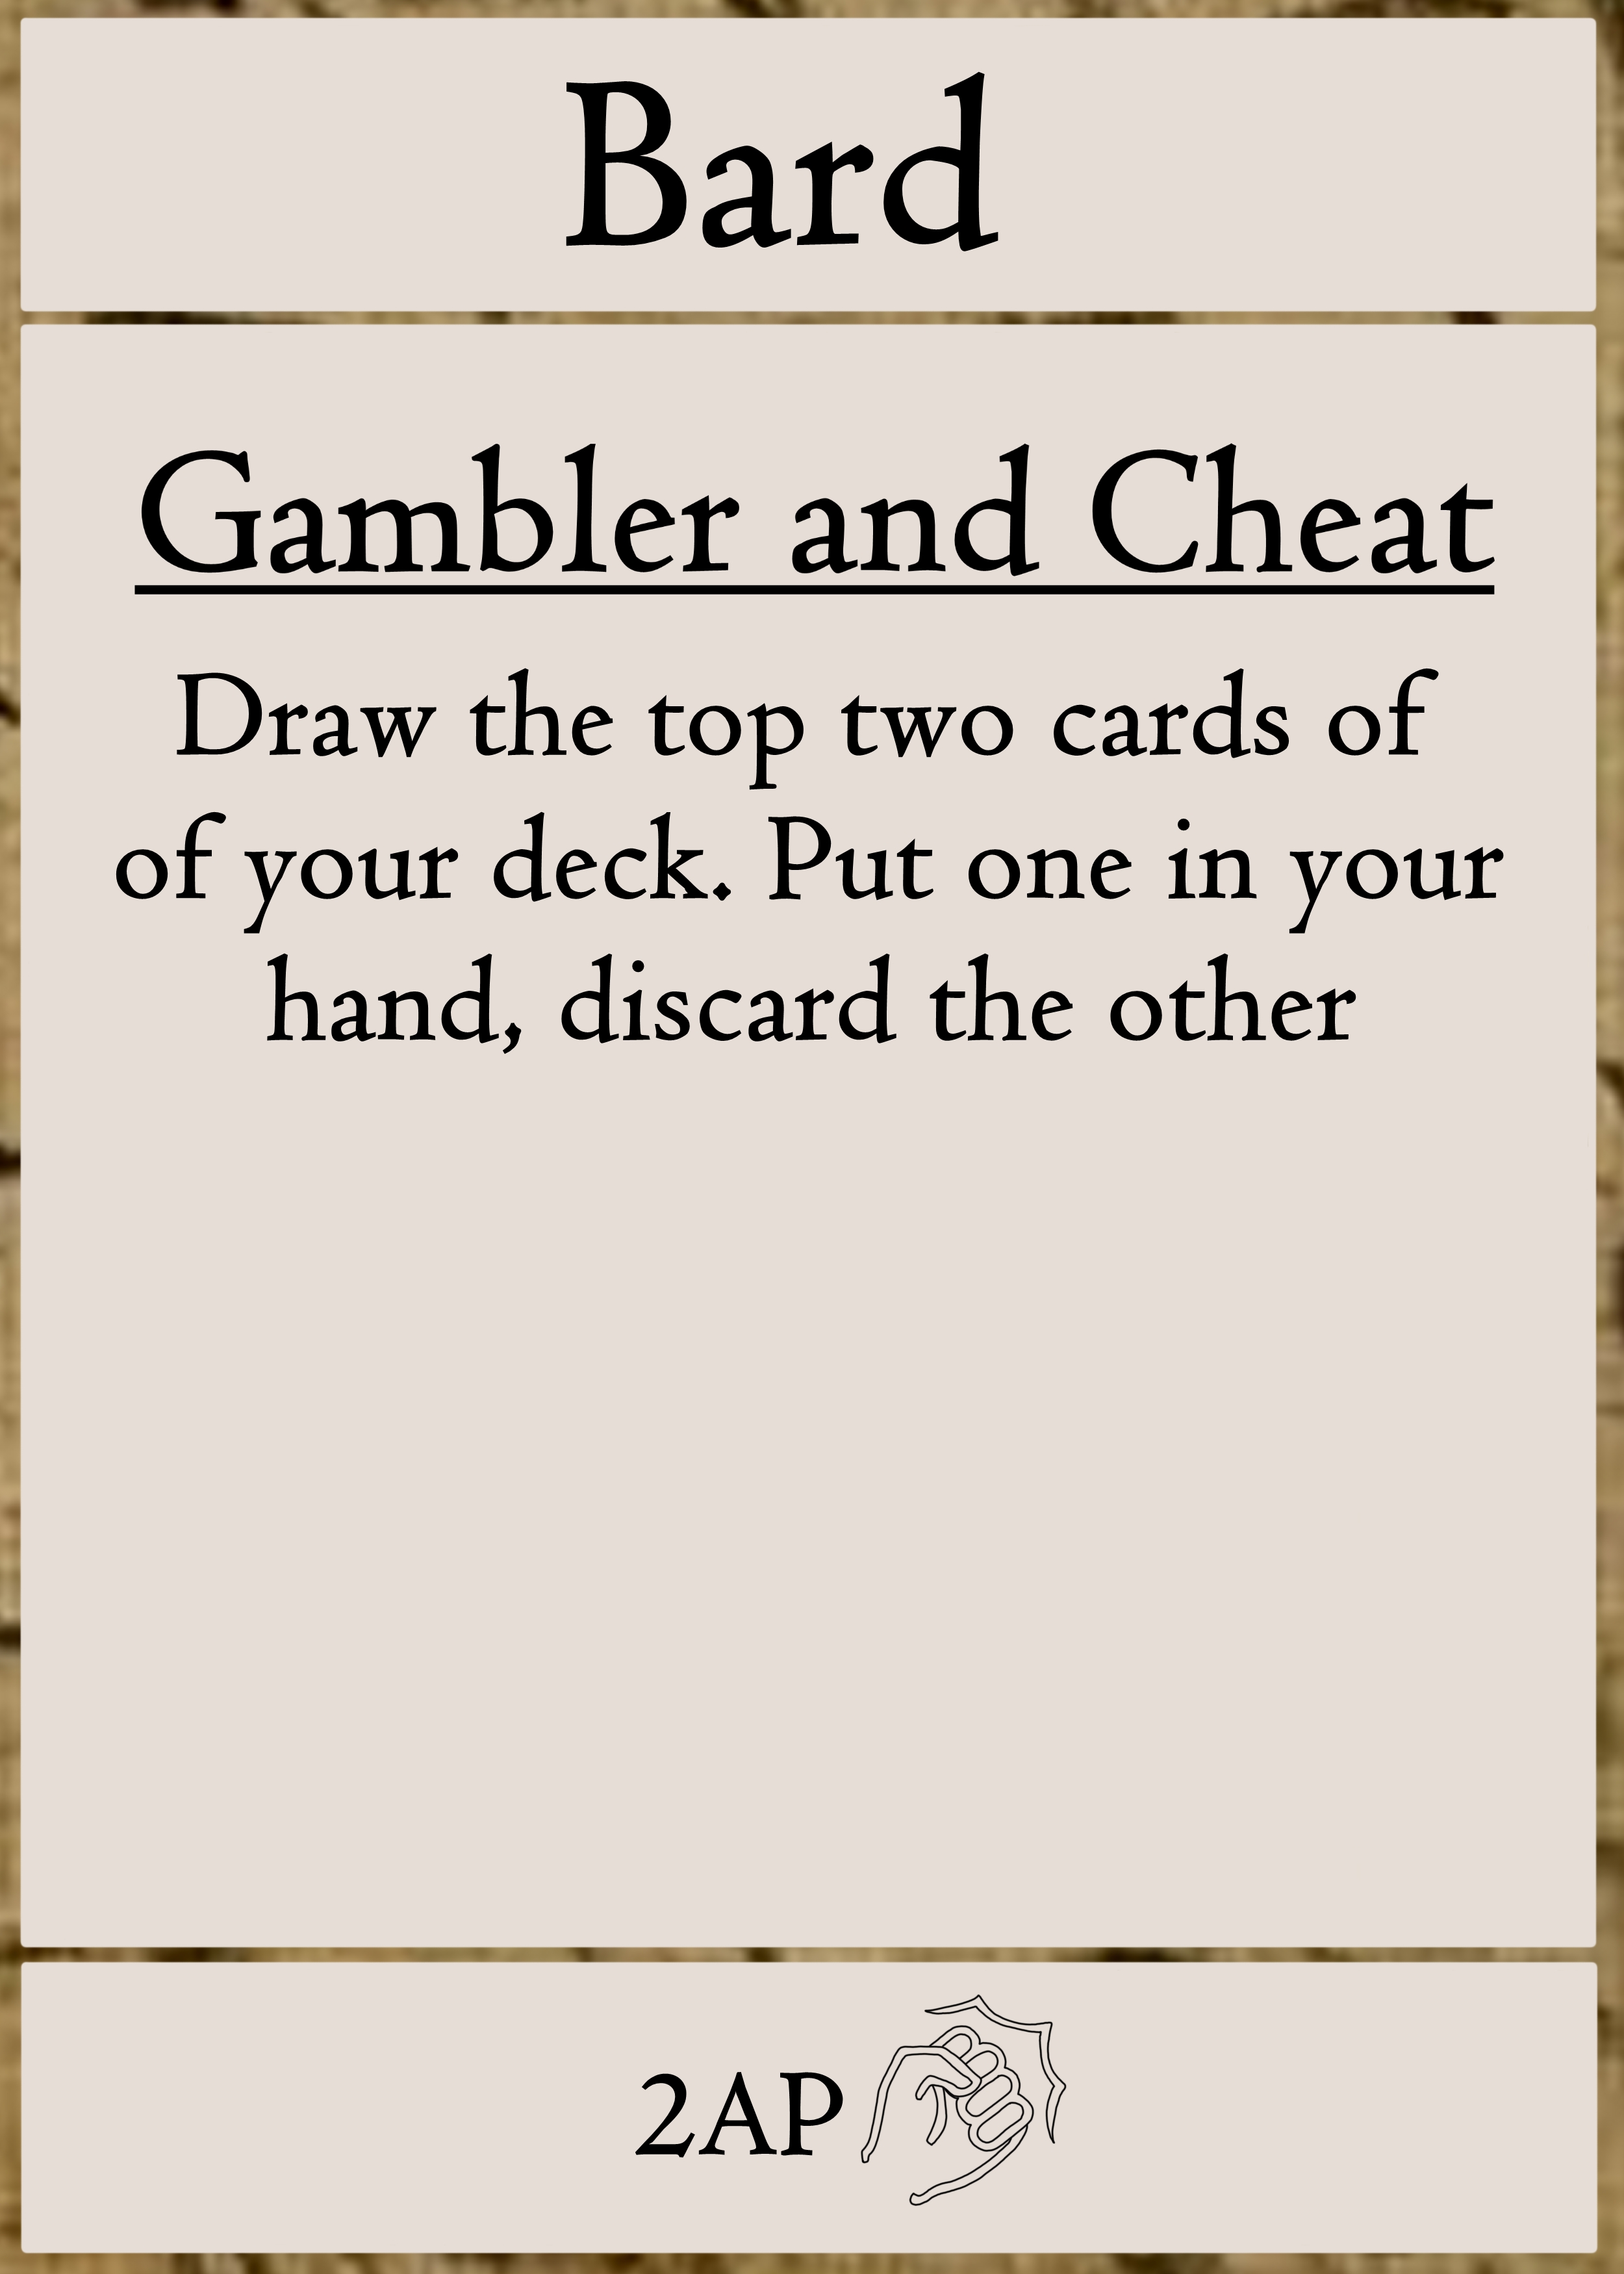 Bard
Gambler and Cheat
Draw the top two cards of
of your deck. Put one in your
hand, discard the other
2AP